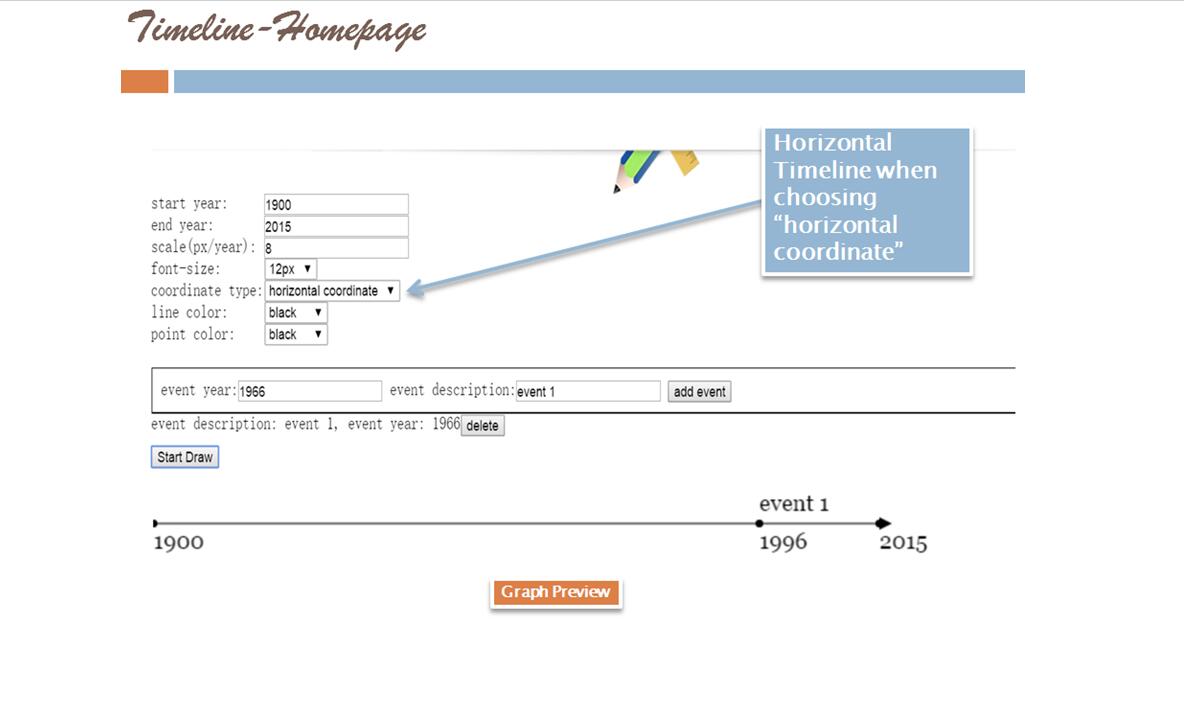 Timeline-Homepage
Horizontal
Timeline when
choosing
“horizontal
coordinate”
start year: 1900
end year: 2015
scale(px/year): 8
font-size: 12px
coordinate type: horizontal coordinate
line color: black
point color: black
event year: 1966 event description: event 1 add event
event description: event 1, event year: 1966 delete
Start Draw
event 1
1900 1996 2015
Graph Preview